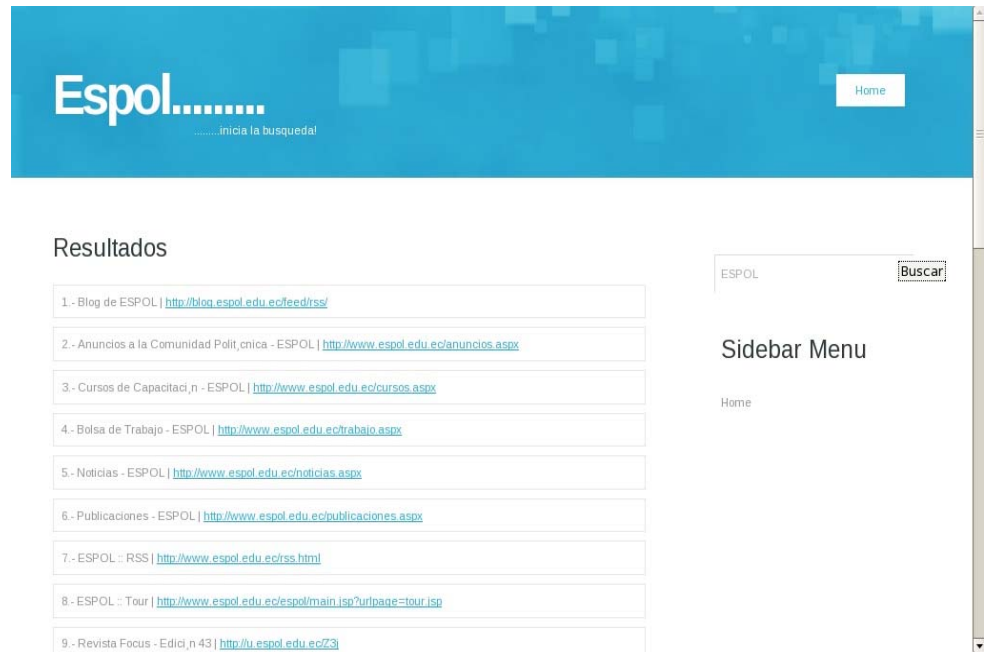 Espol.........
.........inicia la busqueda!
Home
Resultados
1.- Blog de ESPOL | http://blog.espol.edu.ec/feed/rss/
2.- Anuncios a la Comunidad Polit¸cnica - ESPOL | http://www.espol.edu.ec/anuncios.aspx
3.- Cursos de Capacitaci¸n - ESPOL | http://www.espol.edu.ec/cursos.aspx
4.- Bolsa de Trabajo - ESPOL | http://www.espol.edu.ec/trabajo.aspx
5.- Noticias - ESPOL | http://www.espol.edu.ec/noticias.aspx
6.- Publicaciones - ESPOL | http://www.espol.edu.ec/publicaciones.aspx
7.- ESPOL :: RSS | http://www.espol.edu.ec/rss.html
8.- ESPOL :: Tour | http://www.espol.edu.ec/espol/main.jsp?urlpage=tour.jsp
9.- Revista Focus - Edici¸n 43 | http://u.espol.edu.ec/Z3j
ESPOL
Buscar
Sidebar Menu
Home